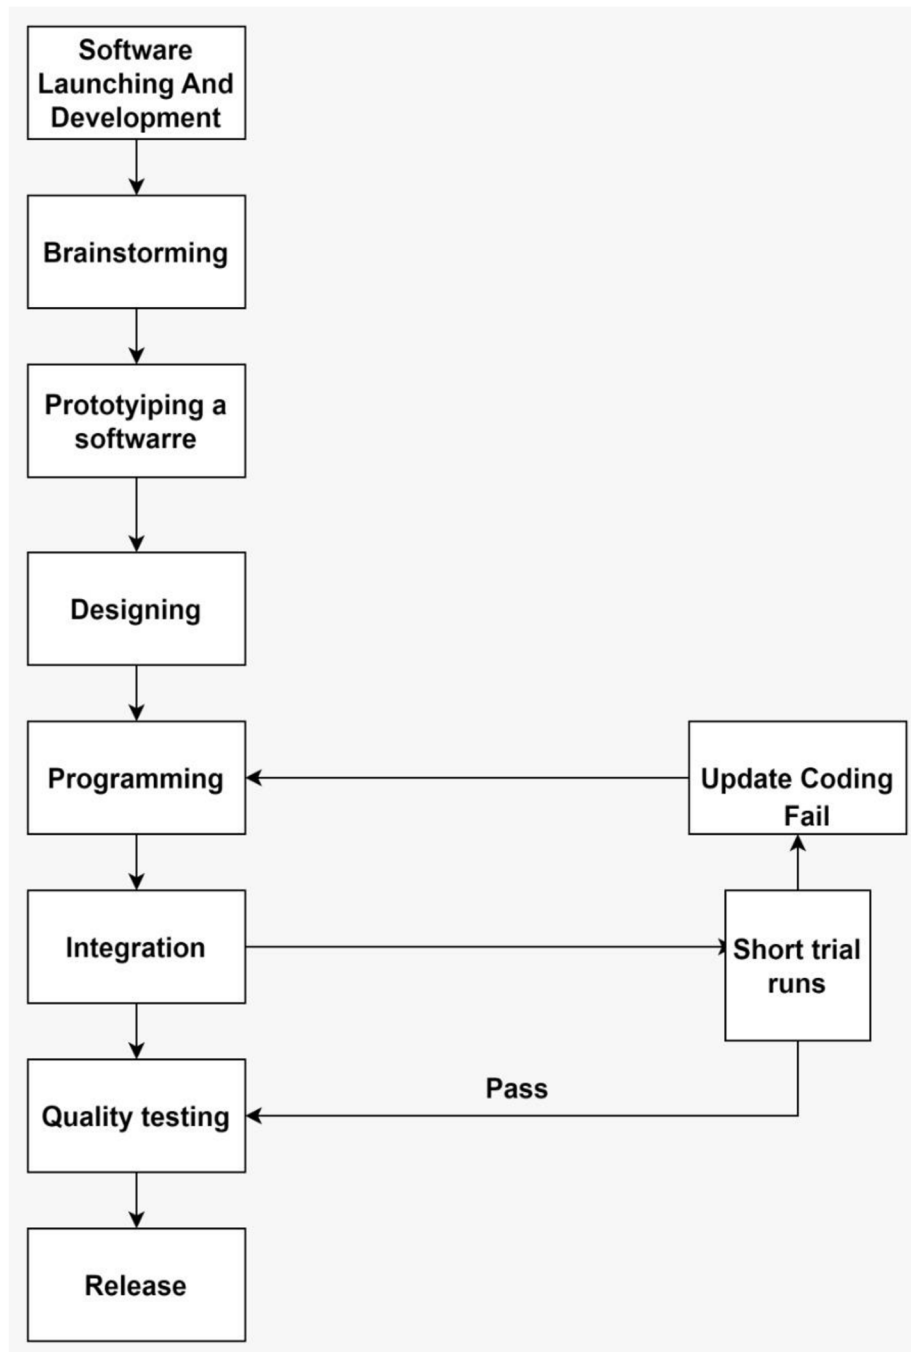 Software
Launching And
Development
Brainstorming
Prototyiping a
softwarre
Designing
Programming
Update Coding
Fail
Integration
Short trial
runs
Pass
Quality testing
Release